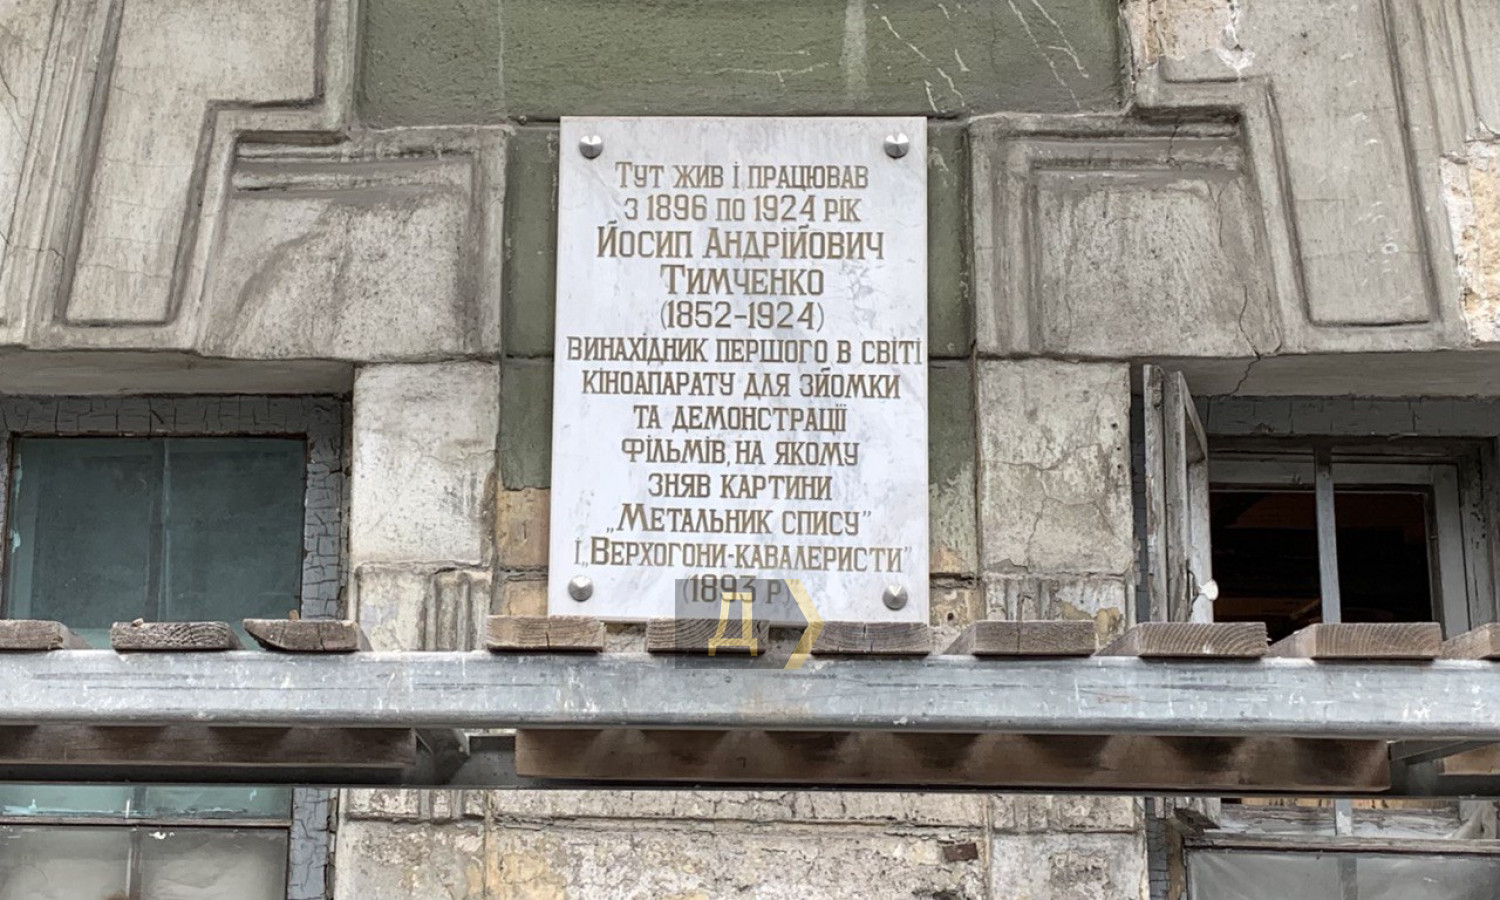 Тут жив і працював
з 1896 по 1924 рік
Йосип Андрійович
Тимченко
(1852-1924)
винахідник першого в світі
кіноапарату для зйомки
та демонстрації
фільмів, на якому
зняв картини
„Метальник спису”
і „Верхогони-кавалеристи”
(1893 р
Д